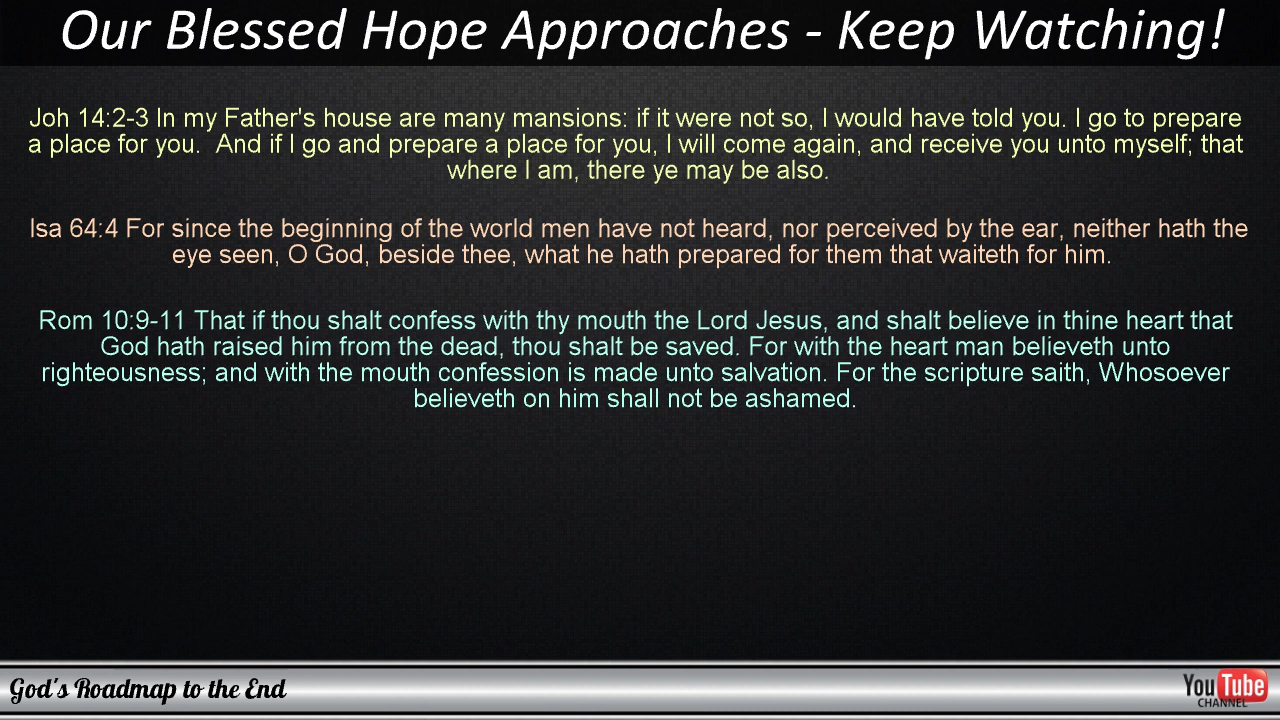 Our Blessed Hope Approaches - Keep Watching!
Joh 14:2-3 In my Father's house are many mansions: if it were not so, I would have told you. I go to prepare
a place for you.  And if I go and prepare a place for you, I will come again, and receive you unto myself; that
where I am, there ye may be also.
Isa 64:4 For since the beginning of the world men have not heard, nor perceived by the ear, neither hath the
eye seen, O God, beside thee, what he hath prepared for them that waiteth for him.
Rom 10:9-11 That if thou shalt confess with thy mouth the Lord Jesus, and shalt believe in thine heart that
God hath raised him from the dead, thou shalt be saved. For with the heart man believeth unto
righteousness; and with the mouth confession is made unto salvation. For the scripture saith, Whosoever
believeth on him shall not be ashamed.
God's Roadmap to the End
YouTube
CHANNEL